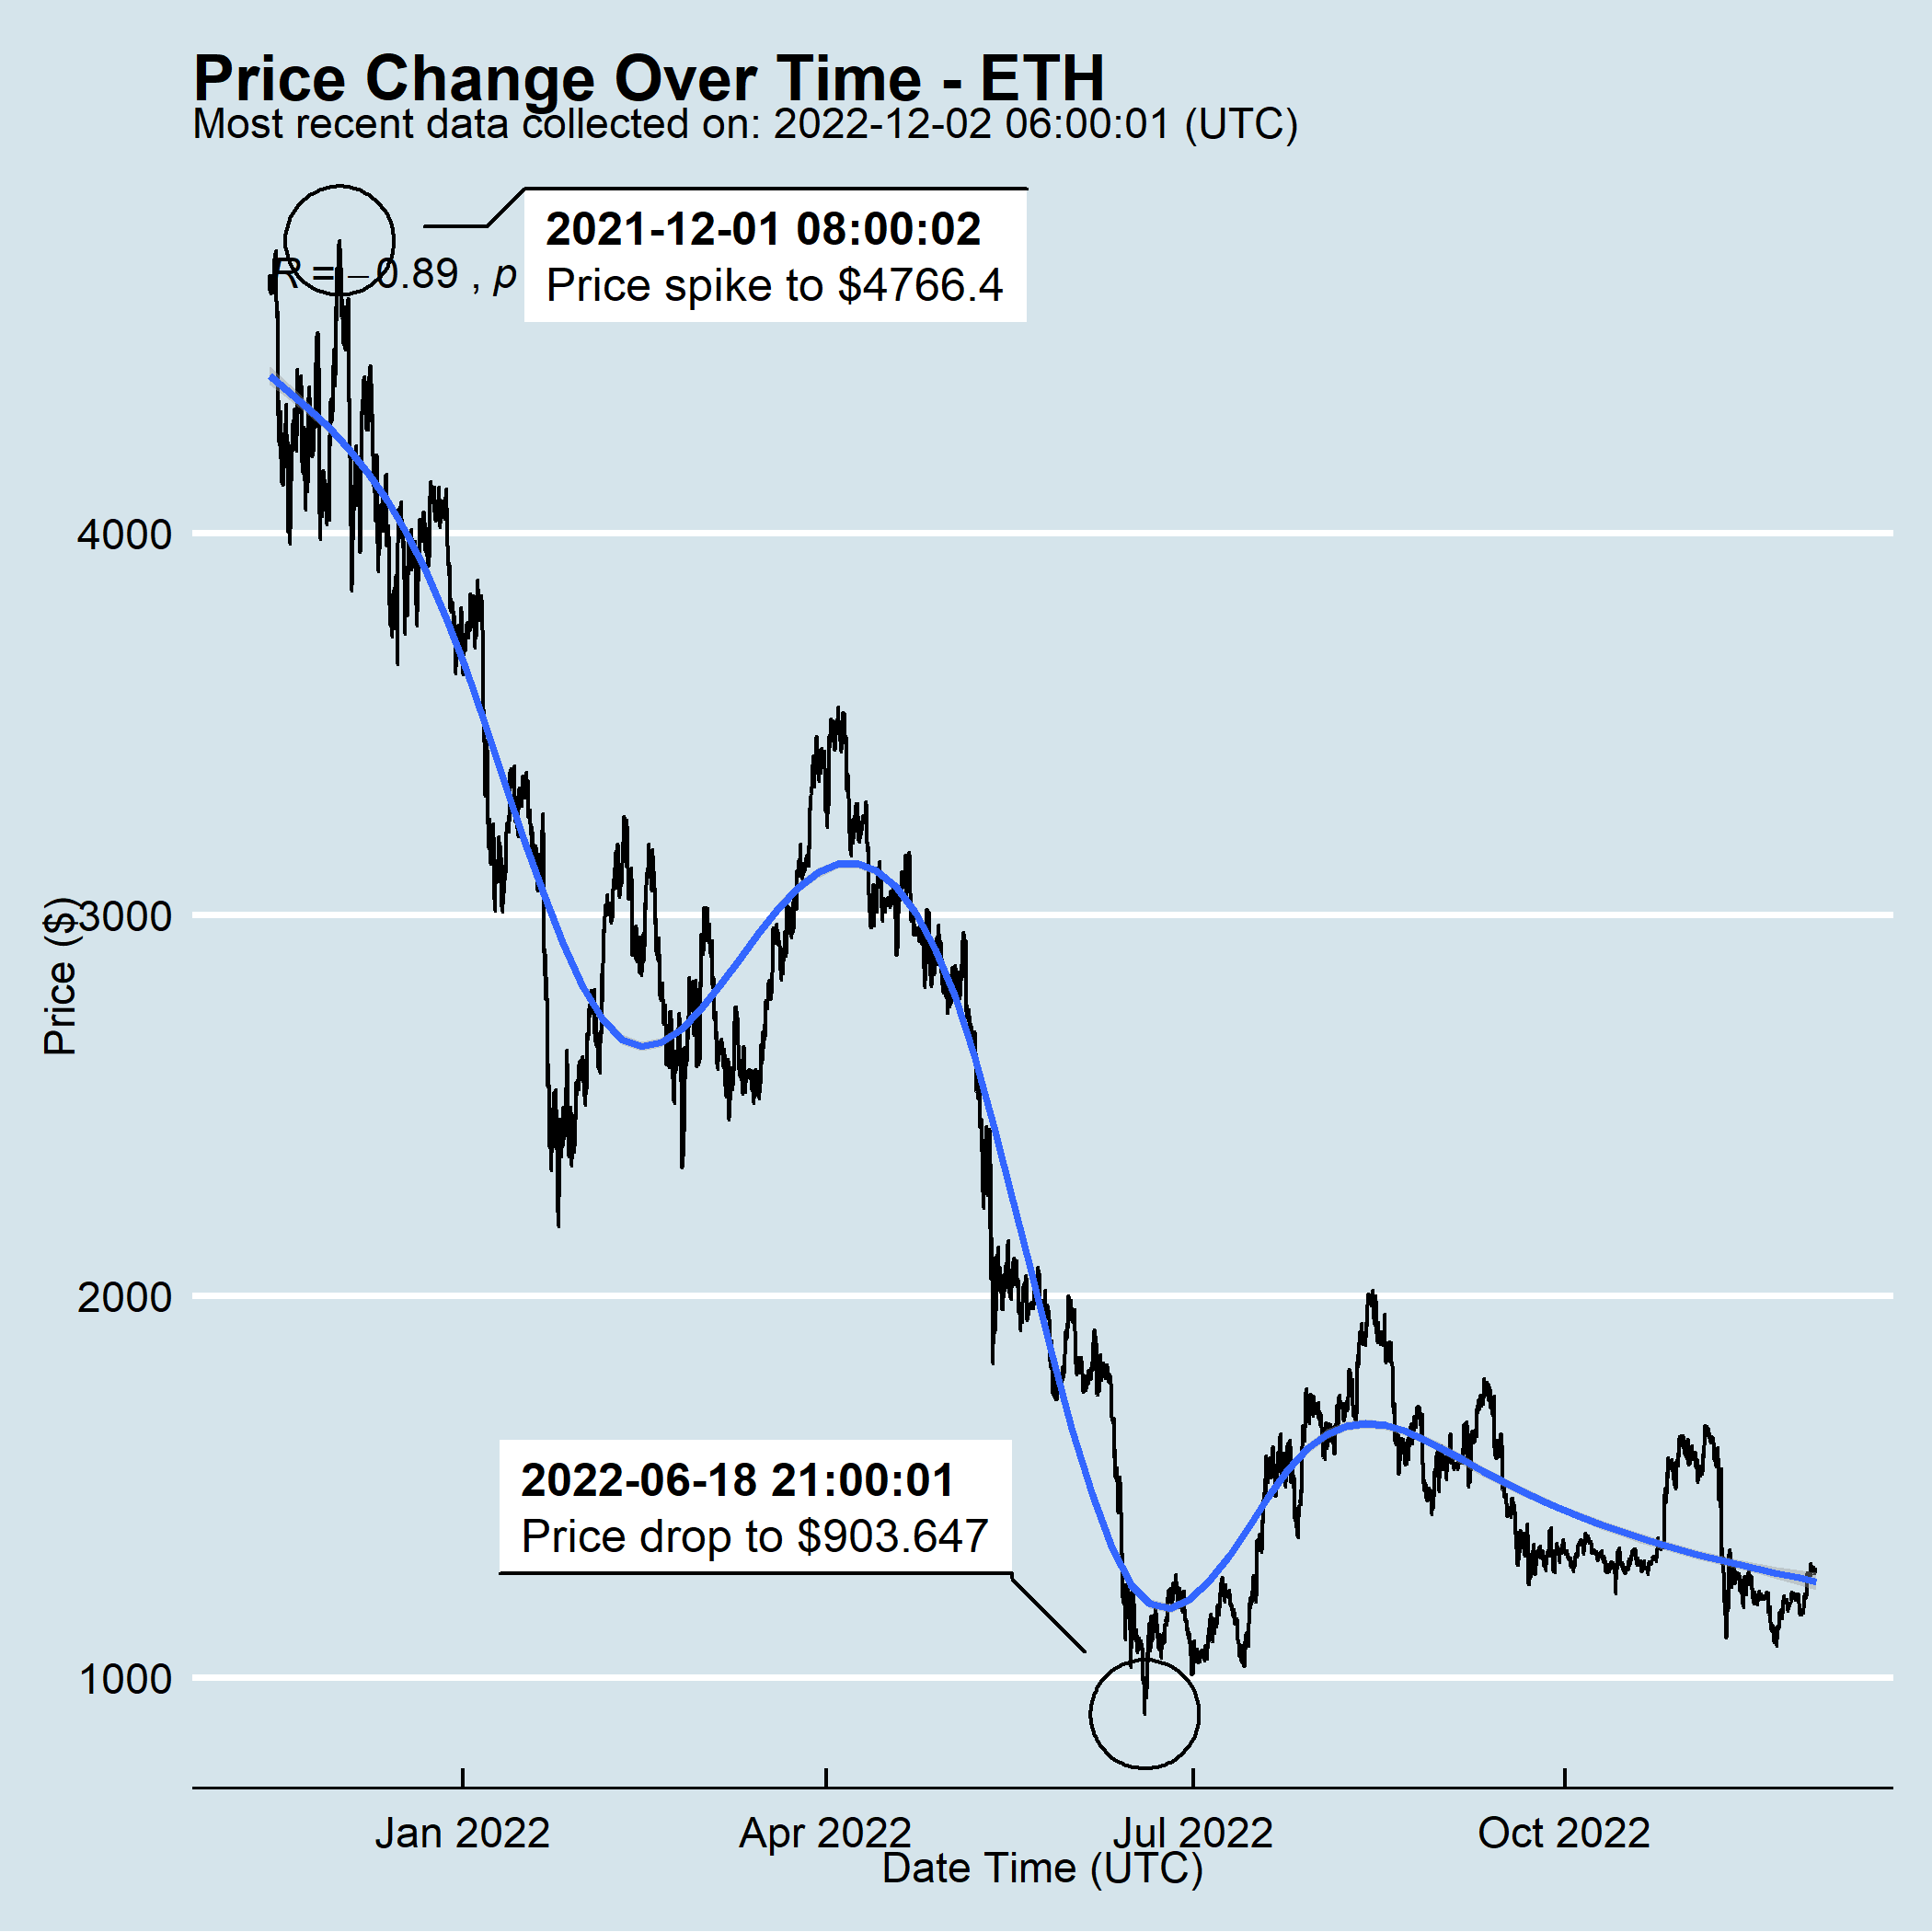 Price Change Over Time - ETH
Most recent data collected on: 2022-12-02 06:00:01 (UTC)
2021-12-01 08:00:02
Price spike to $4766.4
R = −0.89 , p
4000
3000
2000
1000
Price ($)
2022-06-18 21:00:01
Price drop to $903.647
Jan 2022
Apr 2022
Jul 2022
Oct 2022
Date Time (UTC)